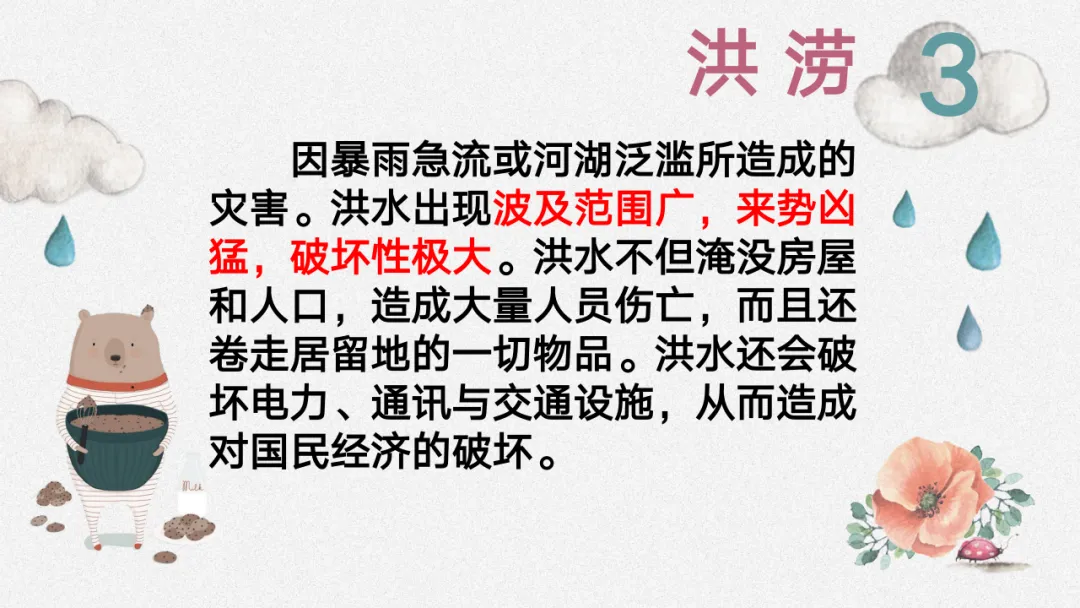 洪涝 3
因暴雨急流或河湖泛滥所造成的
灾害。洪水出现波及范围广，来势凶
猛，破坏性极大。洪水不但淹没房屋
和人口，造成大量人员伤亡，而且还
卷走居留地的一切物品。洪水还会破
坏电力、通讯与交通设施，从而造成
对国民经济的破坏。